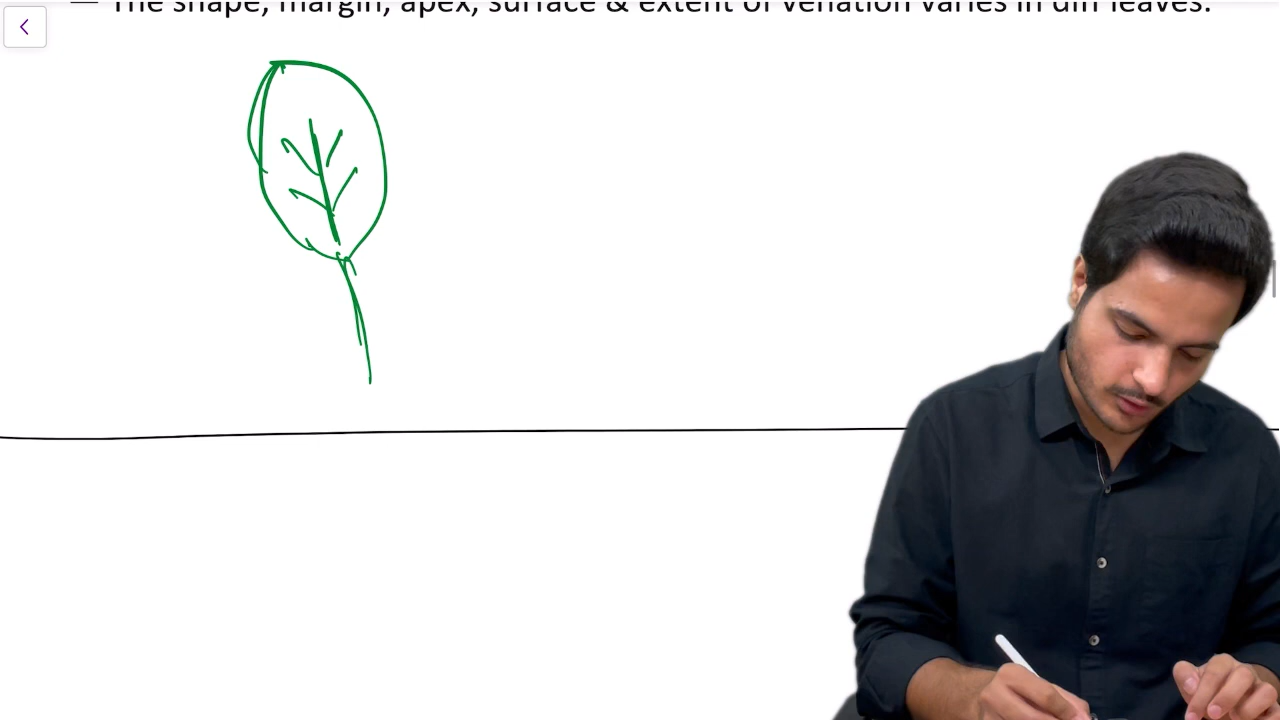 — The shape, margin, apex, surface & extent of venation varies in diff leaves.